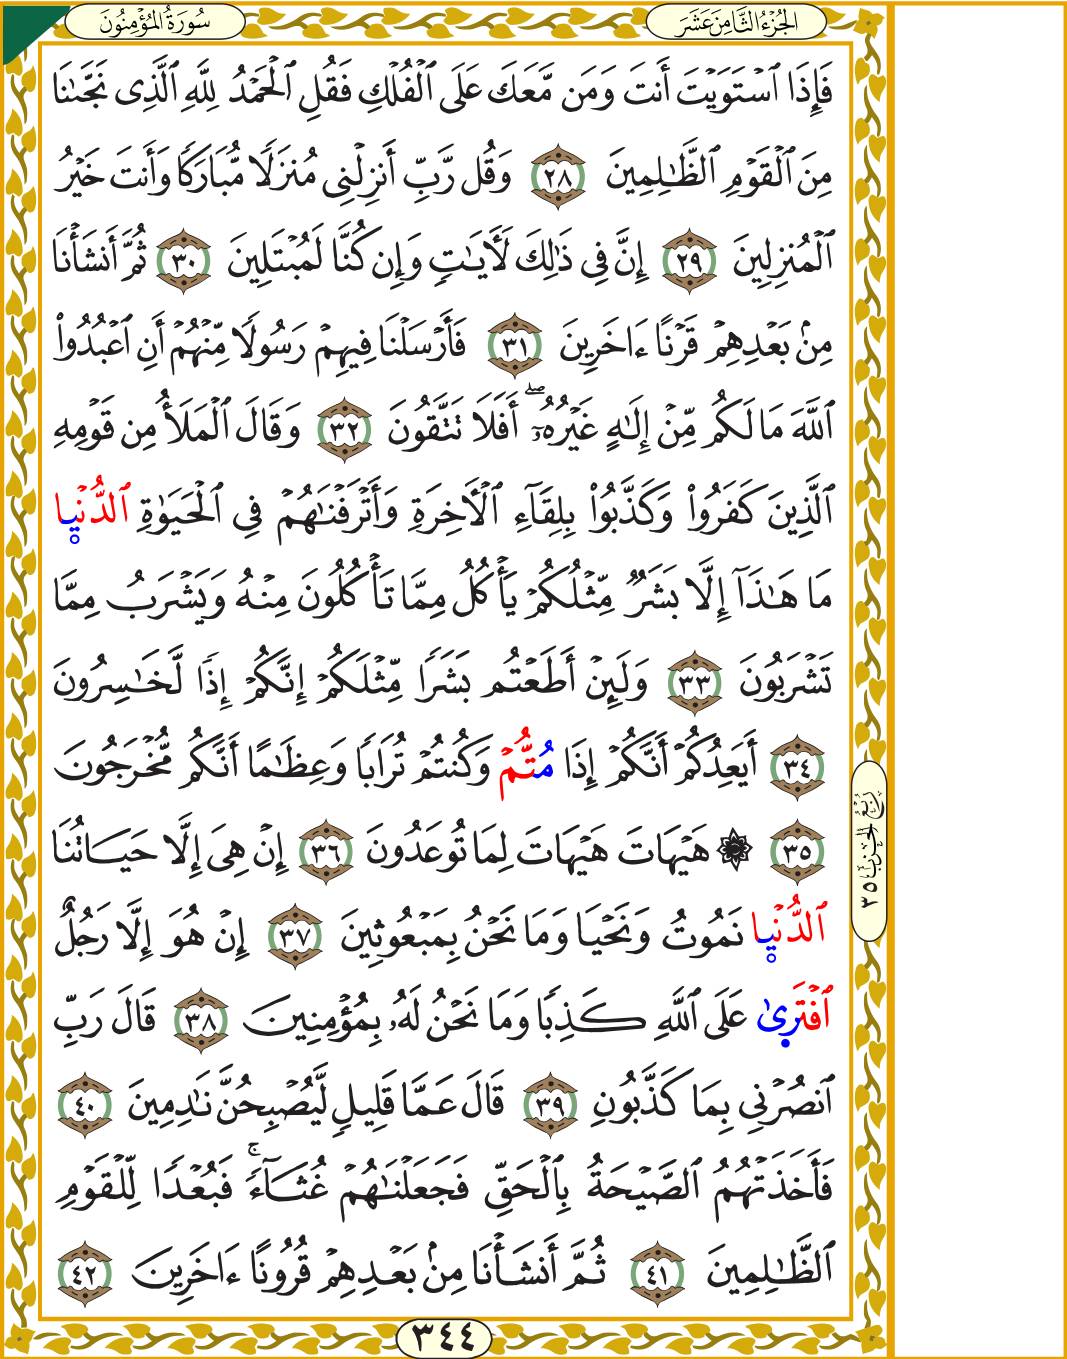 سُورَةُ المُؤْمِنُونَ
الجُزْءُ الثَّامِنَ عَشَرَ
فَإِذَا ٱسْتَوَيْتَ أَنتَ وَمَن مَّعَكَ عَلَى ٱلْفُلْكِ فَقُلِ ٱلْحَمْدُ لِلَّهِ ٱلَّذِى نَجَّىٰنَا
مِنَ ٱلْقَوْمِ ٱلظَّٰلِمِينَ ٢٨ وَقُل رَّبِّ أَنزِلْنِى مُنزَلًا مُّبَارَكًا وَأَنتَ خَيْرُ
ٱلْمُنزِلِينَ ٢٩ إِنَّ فِى ذَٰلِكَ لَأَيَٰتٍ وَإِن كُنَّا لَمُبْتَلِينَ ٣٠ ثُمَّ أَنشَأْنَا
مِنۢ بَعْدِهِمْ قَرْنًا ءَاخَرِينَ ٣١ فَأَرْسَلْنَا فِيهِمْ رَسُولًا مِّنْهُمْ أَنِ ٱعْبُدُوا۟
ٱللَّهَ مَا لَكُم مِّنْ إِلَٰهٍ غَيْرُهُۥٓ ۖ أَفَلَا تَتَّقُونَ ٣٢ وَقَالَ ٱلْمَلَأُ مِن قَوْمِهِ
ٱلَّذِينَ كَفَرُوا۟ وَكَذَّبُوا۟ بِلِقَآءِ ٱلْأَخِرَةِ وَأَتْرَفْنَٰهُمْ فِى ٱلْحَيَوٰةِ ٱلدُّنْيا
مَا هَٰذَآ إِلَّا بَشَرٌ مِّثْلُكُمْ يَأْكُلُ مِمَّا تَأْكُلُونَ مِنْهُ وَيَشْرَبُ مِمَّا
تَشْرَبُونَ ٣٣ وَلَئِنْ أَطَعْتُم بَشَرًا مِّثْلَكُمْ إِنَّكُمْ إِذًا لَّخَٰسِرُونَ
٣٤ أَيَعِدُكُمْ أَنَّكُمْ إِذَا مُتُّمْ وَكُنتُمْ تُرَابًا وَعِظَٰمًا أَنَّكُم مُّخْرَجُونَ
٣٥ ۞ هَيْهَاتَ هَيْهَاتَ لِمَا تُوعَدُونَ ٣٦ إِنْ هِىَ إِلَّا حَيَاتُنَا
ٱلدُّنْيا نَمُوتُ وَنَحْيَا وَمَا نَحْنُ بِمَبْعُوثِينَ ٣٧ إِنْ هُوَ إِلَّا رَجُلٌ
ٱفْتَرىٰ عَلَى ٱللَّهِ كَذِبًا وَمَا نَحْنُ لَهُۥ بِمُؤْمِنِينَ ٣٨ قَالَ رَبِّ
ٱنصُرْنِى بِمَا كَذَّبُونِ ٣٩ قَالَ عَمَّا قَلِيلٍ لَّيُصْبِحُنَّ نَٰدِمِينَ ٤٠
فَأَخَذَتْهُمُ ٱلصَّيْحَةُ بِٱلْحَقِّ فَجَعَلْنَٰهُمْ غُثَآءً ۚ فَبُعْدًا لِّلْقَوْمِ
ٱلظَّٰلِمِينَ ٤١ ثُمَّ أَنشَأْنَا مِنۢ بَعْدِهِمْ قُرُونًا ءَاخَرِينَ ٤٢
رُبْعُ الحِزْبِ ٣٥
٣٤٤